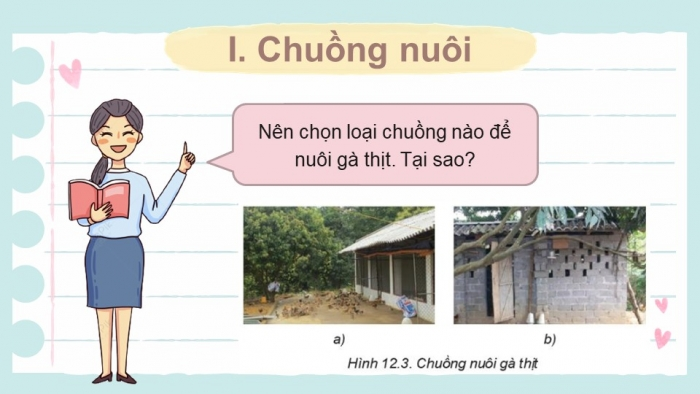 I. Chuồng nuôi
Nên chọn loại chuồng nào để
nuôi gà thịt. Tại sao?
a)
b)
Hình 12.3. Chuồng nuôi gà thịt